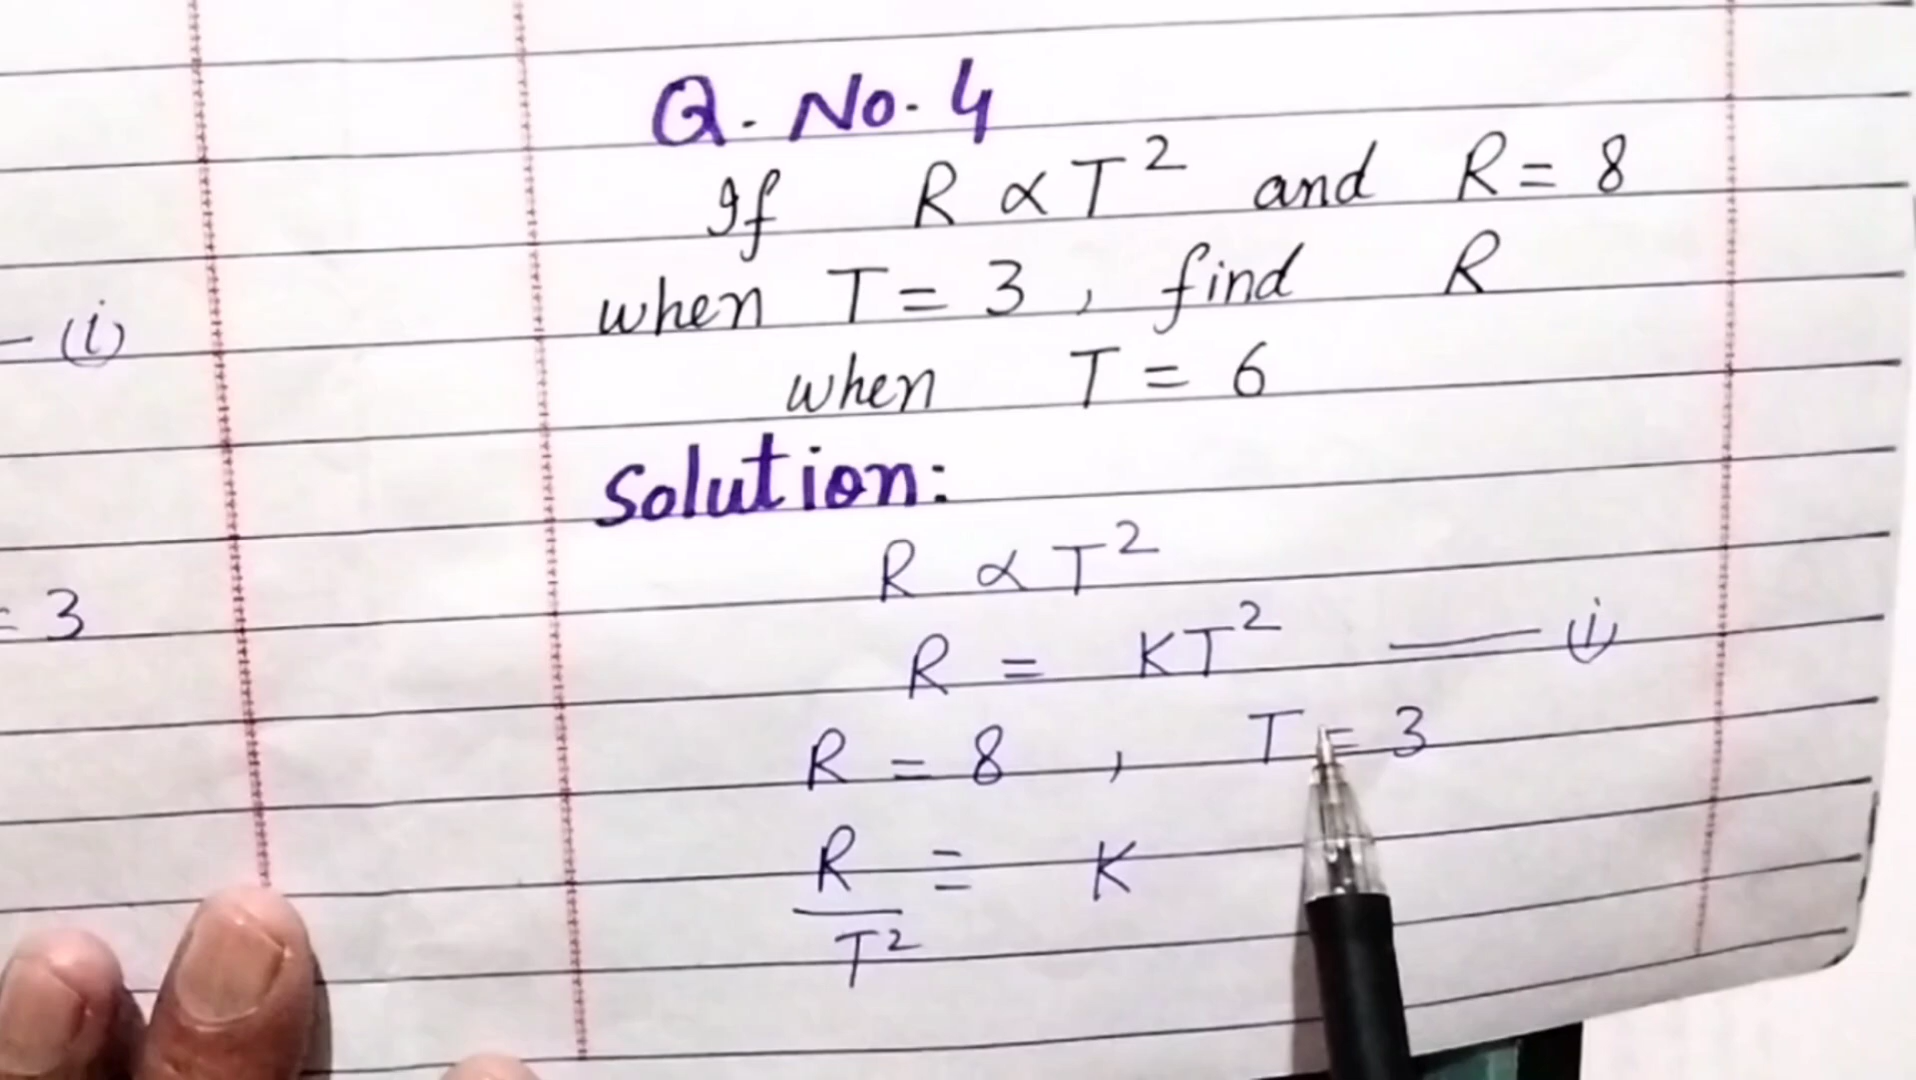 — (i)
= 3
Q. No. 4
If R ∝ T² and R = 8
when T = 3, find R
when T = 6
Solution:
R ∝ T²
R = KT² —— (i)
R = 8 , T = 3
R/T² = K